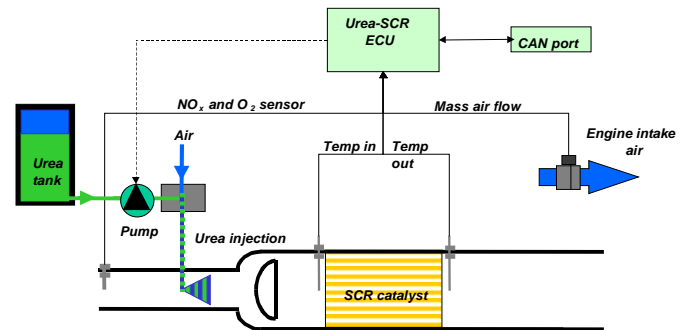 Urea-SCR
ECU
CAN port
NOx and O2 sensor
Mass air flow
Engine intake
air
Air
Temp in
Temp
out
Urea
tank
Pump
Urea injection
SCR catalyst